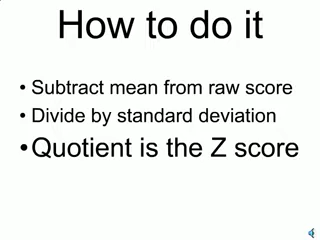 How to do it
• Subtract mean from raw score
• Divide by standard deviation
• Quotient is the Z score